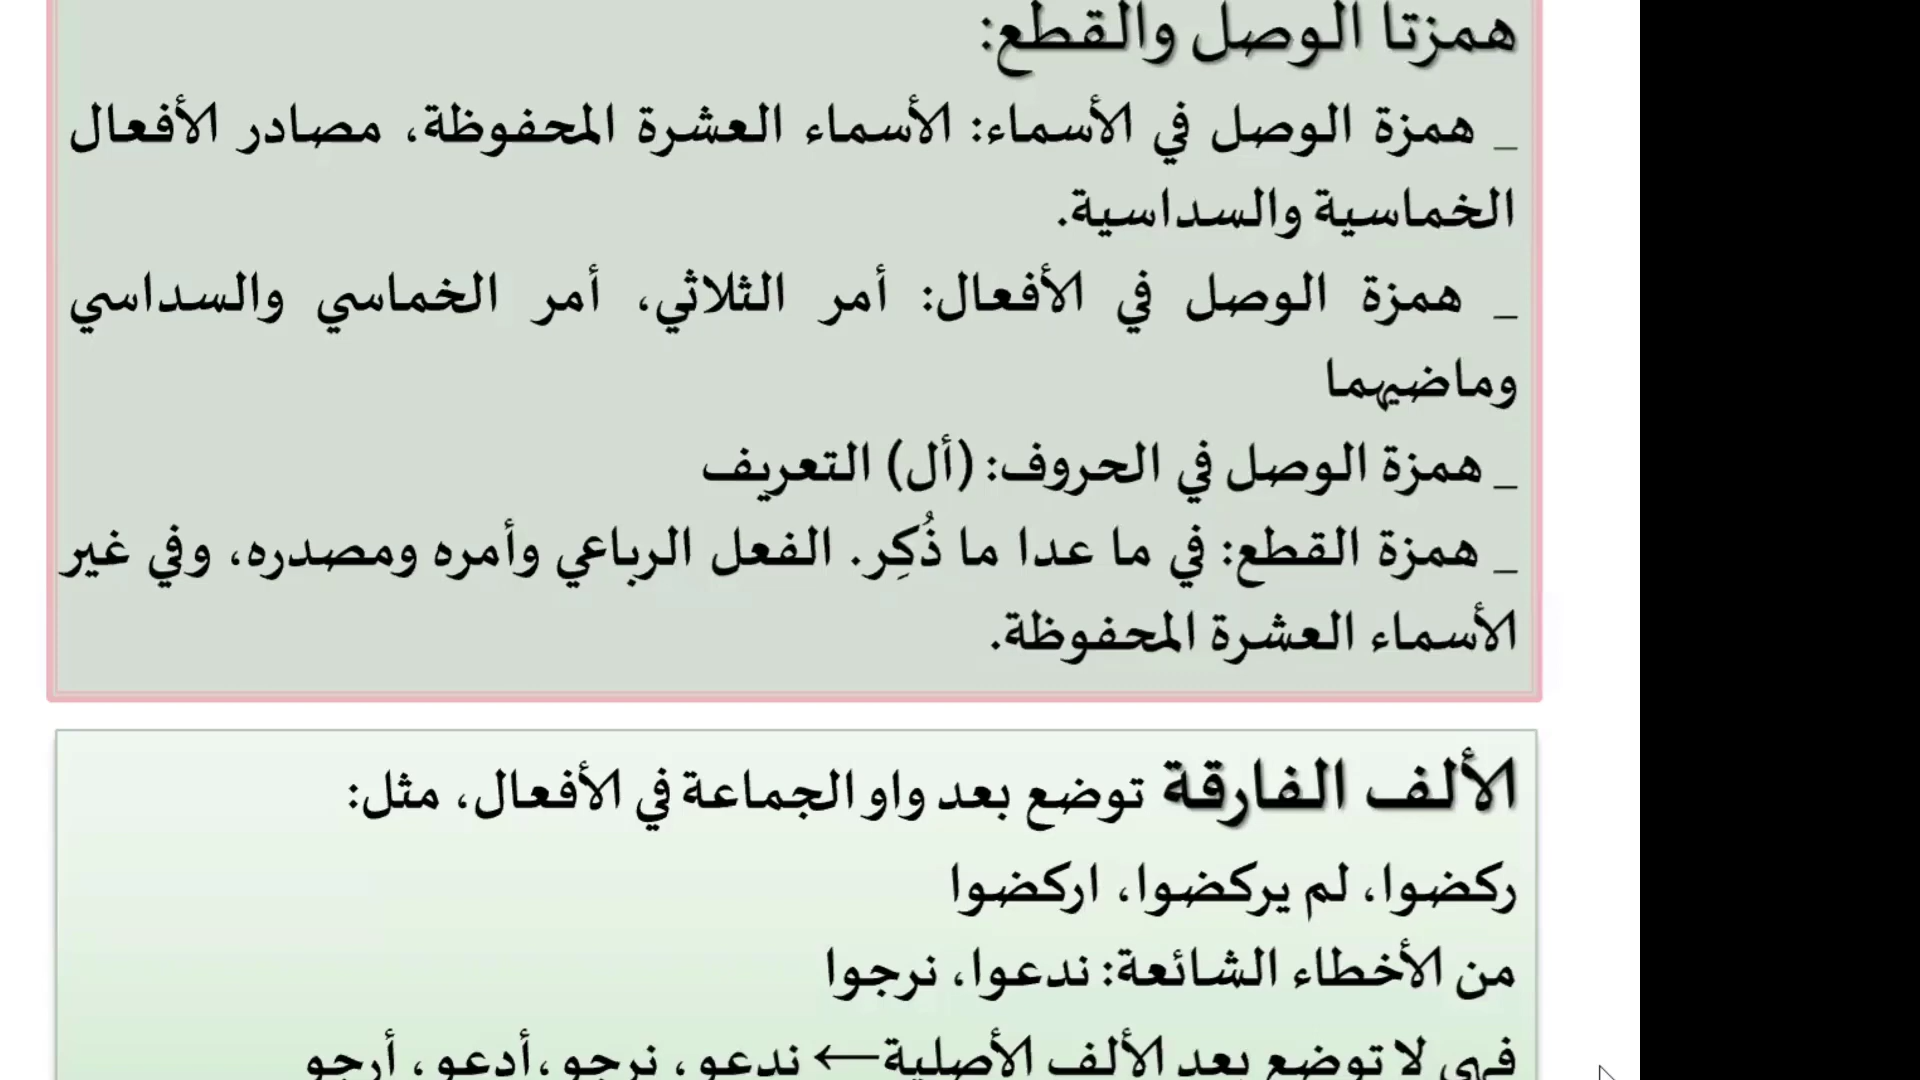 همزتا الوصل والقطع:
_ همزة الوصل في الأسماء: الأسماء العشرة المحفوظة، مصادر الأفعال
الخماسية والسداسية.
_ همزة الوصل في الأفعال: أمر الثلاثي، أمر الخماسي والسداسي
وماضيهما
_ همزة الوصل في الحروف: (أل) التعريف
_ همزة القطع: في ما عدا ما ذُكِر. الفعل الرباعي وأمره ومصدره، وفي غير
الأسماء العشرة المحفوظة.
الألف الفارقة توضع بعد واو الجماعة في الأفعال، مثل:
ركضوا، لم يركضوا، اركضوا
من الأخطاء الشائعة: ندعوا، نرجوا
فهي لا توضع بعد الألف الأصلية← ندعو، نرجو،أدعو، أرجو